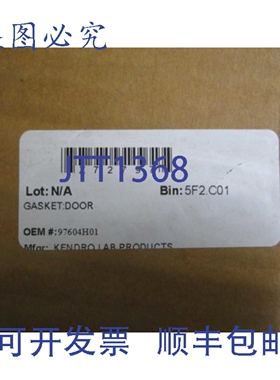 图必究
Lot: N/A
Bin: 5F2.C01
GASKET:DOOR
JTT1368
OEM #:97604H01
Mfgr: KENDRO LAB PRODUCTS
可开发票 顺丰包邮